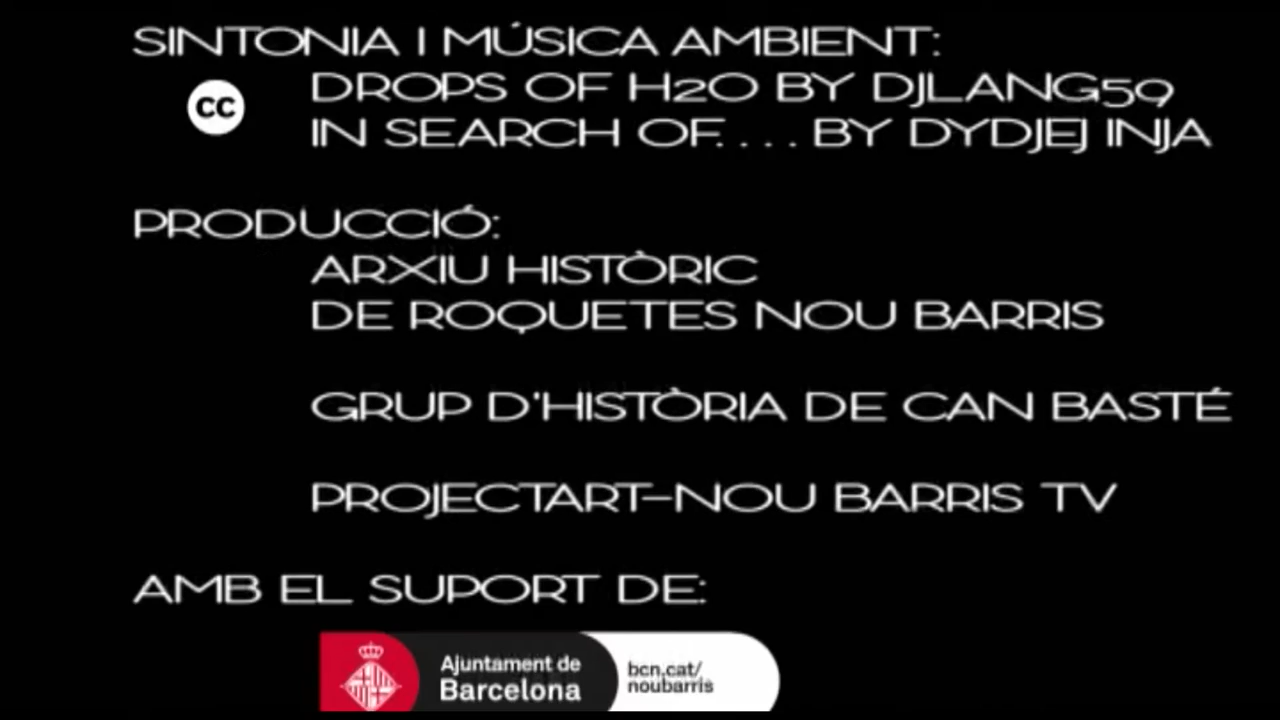 SINTONIA I MÚSICA AMBIENT:
cc
DROPS OF H2O BY DJLANG59
IN SEARCH OF.... BY DYDJEJ INJA
PRODUCCIÓ:
ARXIU HISTÒRIC
DE ROQUETES NOU BARRIS
GRUP D'HISTÒRIA DE CAN BASTÉ
PROJECTART-NOU BARRIS TV
AMB EL SUPORT DE:
Ajuntament de
Barcelona
bcn.cat/
noubarris